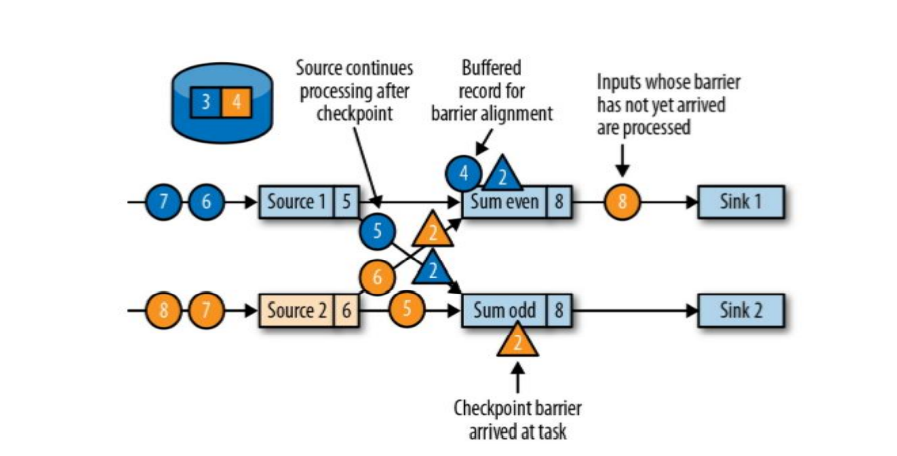 Source continues
processing after
checkpoint
Buffered
record for
barrier alignment
Inputs whose barrier
has not yet arrived
are processed
3 4
4 2
7 6 Source 1 5 Sum even 8 8 Sink 1
5 2
2
6
8 7 Source 2 6 5 Sum odd 8 Sink 2
2
Checkpoint barrier
arrived at task